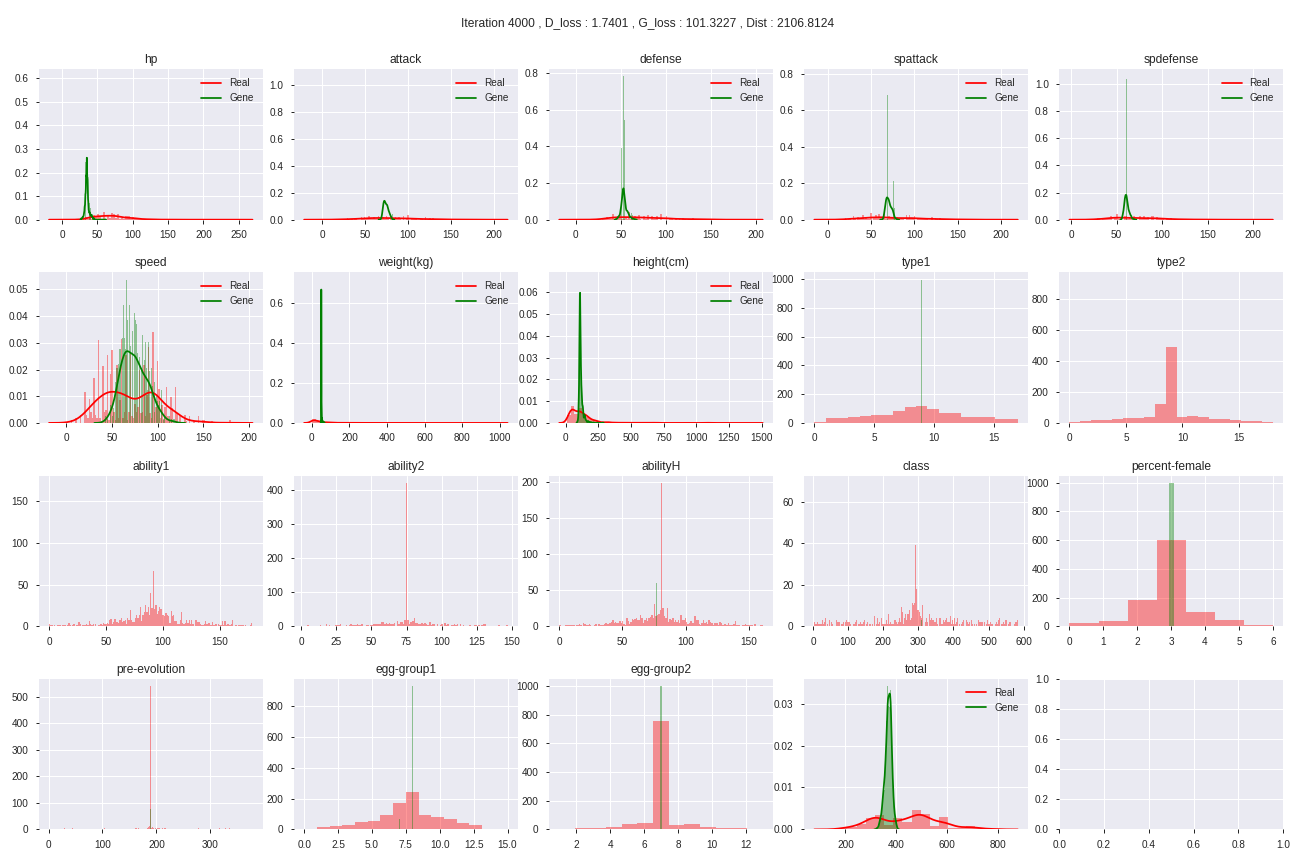 Iteration 4000 , D_loss : 1.7401 , G_loss : 101.3227 , Dist : 2106.8124
hp
attack
defense
spattack
spdefense
0.6
0.5
0.4
0.3
0.2
0.1
0.0
0 50 100 150 200 250
Real
Gene
1.0
0.8
0.6
0.4
0.2
0.0
0 50 100 150 200
Real
Gene
0.8
0.6
0.4
0.2
0.0
0 50 100 150 200
Real
Gene
0.8
0.6
0.4
0.2
0.0
0 50 100 150 200
Real
Gene
1.0
0.8
0.6
0.4
0.2
0.0
0 50 100 150 200
Real
Gene
speed
weight(kg)
height(cm)
type1
type2
0.05
0.04
0.03
0.02
0.01
0.00
0 50 100 150 200
Real
Gene
0.6
0.4
0.2
0.0
0 200 400 600 800 1000
Real
Gene
0.06
0.05
0.04
0.03
0.02
0.01
0.00
0 250 500 750 1000 1250 1500
Real
Gene
1000
800
600
400
200
0
0 5 10 15
800
600
400
200
0
0 5 10 15
ability1
ability2
abilityH
class
percent-female
150
100
50
0
0 50 100 150
400
300
200
100
0
0 25 50 75 100 125 150
200
150
100
50
0
0 50 100 150
60
40
20
0
0 100 200 300 400 500 600
1000
800
600
400
200
0
0 1 2 3 4 5 6
pre-evolution
egg-group1
egg-group2
total
500
400
300
200
100
0
0 100 200 300
800
600
400
200
0
0.0 2.5 5.0 7.5 10.0 12.5 15.0
1000
800
600
400
200
0
2 4 6 8 10 12
0.03
0.02
0.01
0.00
200 400 600 800
Real
Gene
1.0
0.8
0.6
0.4
0.2
0.0
0.0 0.2 0.4 0.6 0.8 1.0